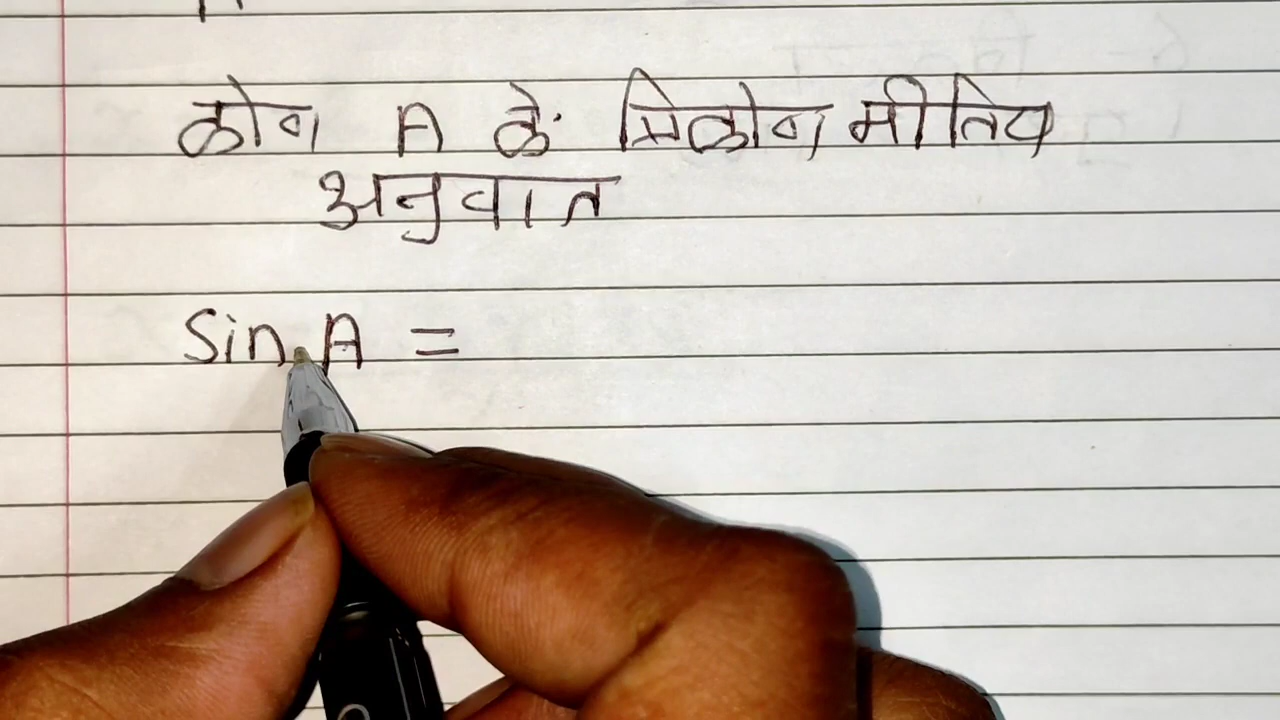 कोण A के त्रिकोणमीतिय
अनुपात
Sin A =